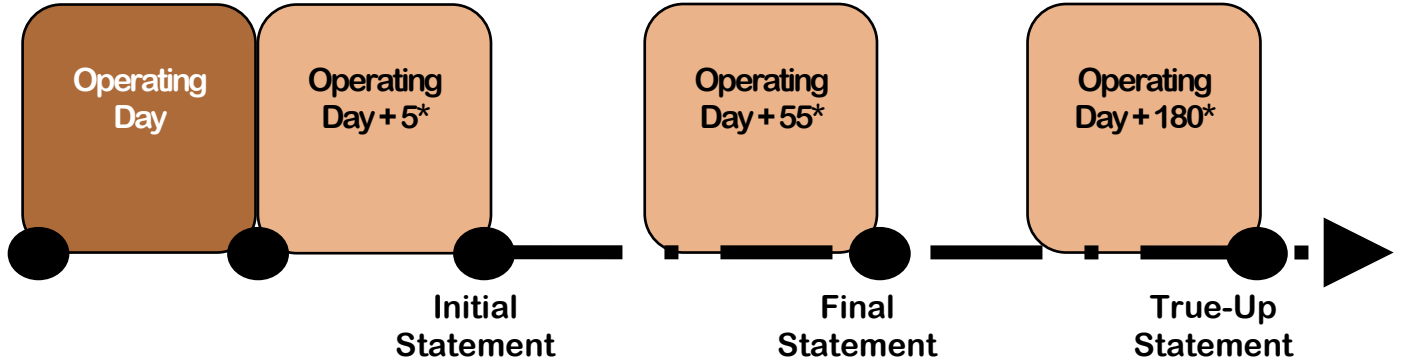 Operating
Day
Operating
Day + 5*
Operating
Day + 55*
Operating
Day + 180*
Initial
Statement
Final
Statement
True-Up
Statement